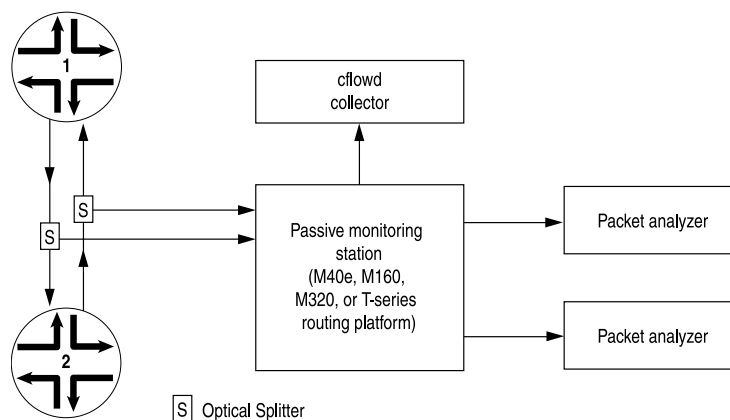 1
cflowd
collector
S
S
Passive monitoring
station
(M40e, M160,
M320, or T-series
routing platform)
Packet analyzer
Packet analyzer
2
S Optical Splitter